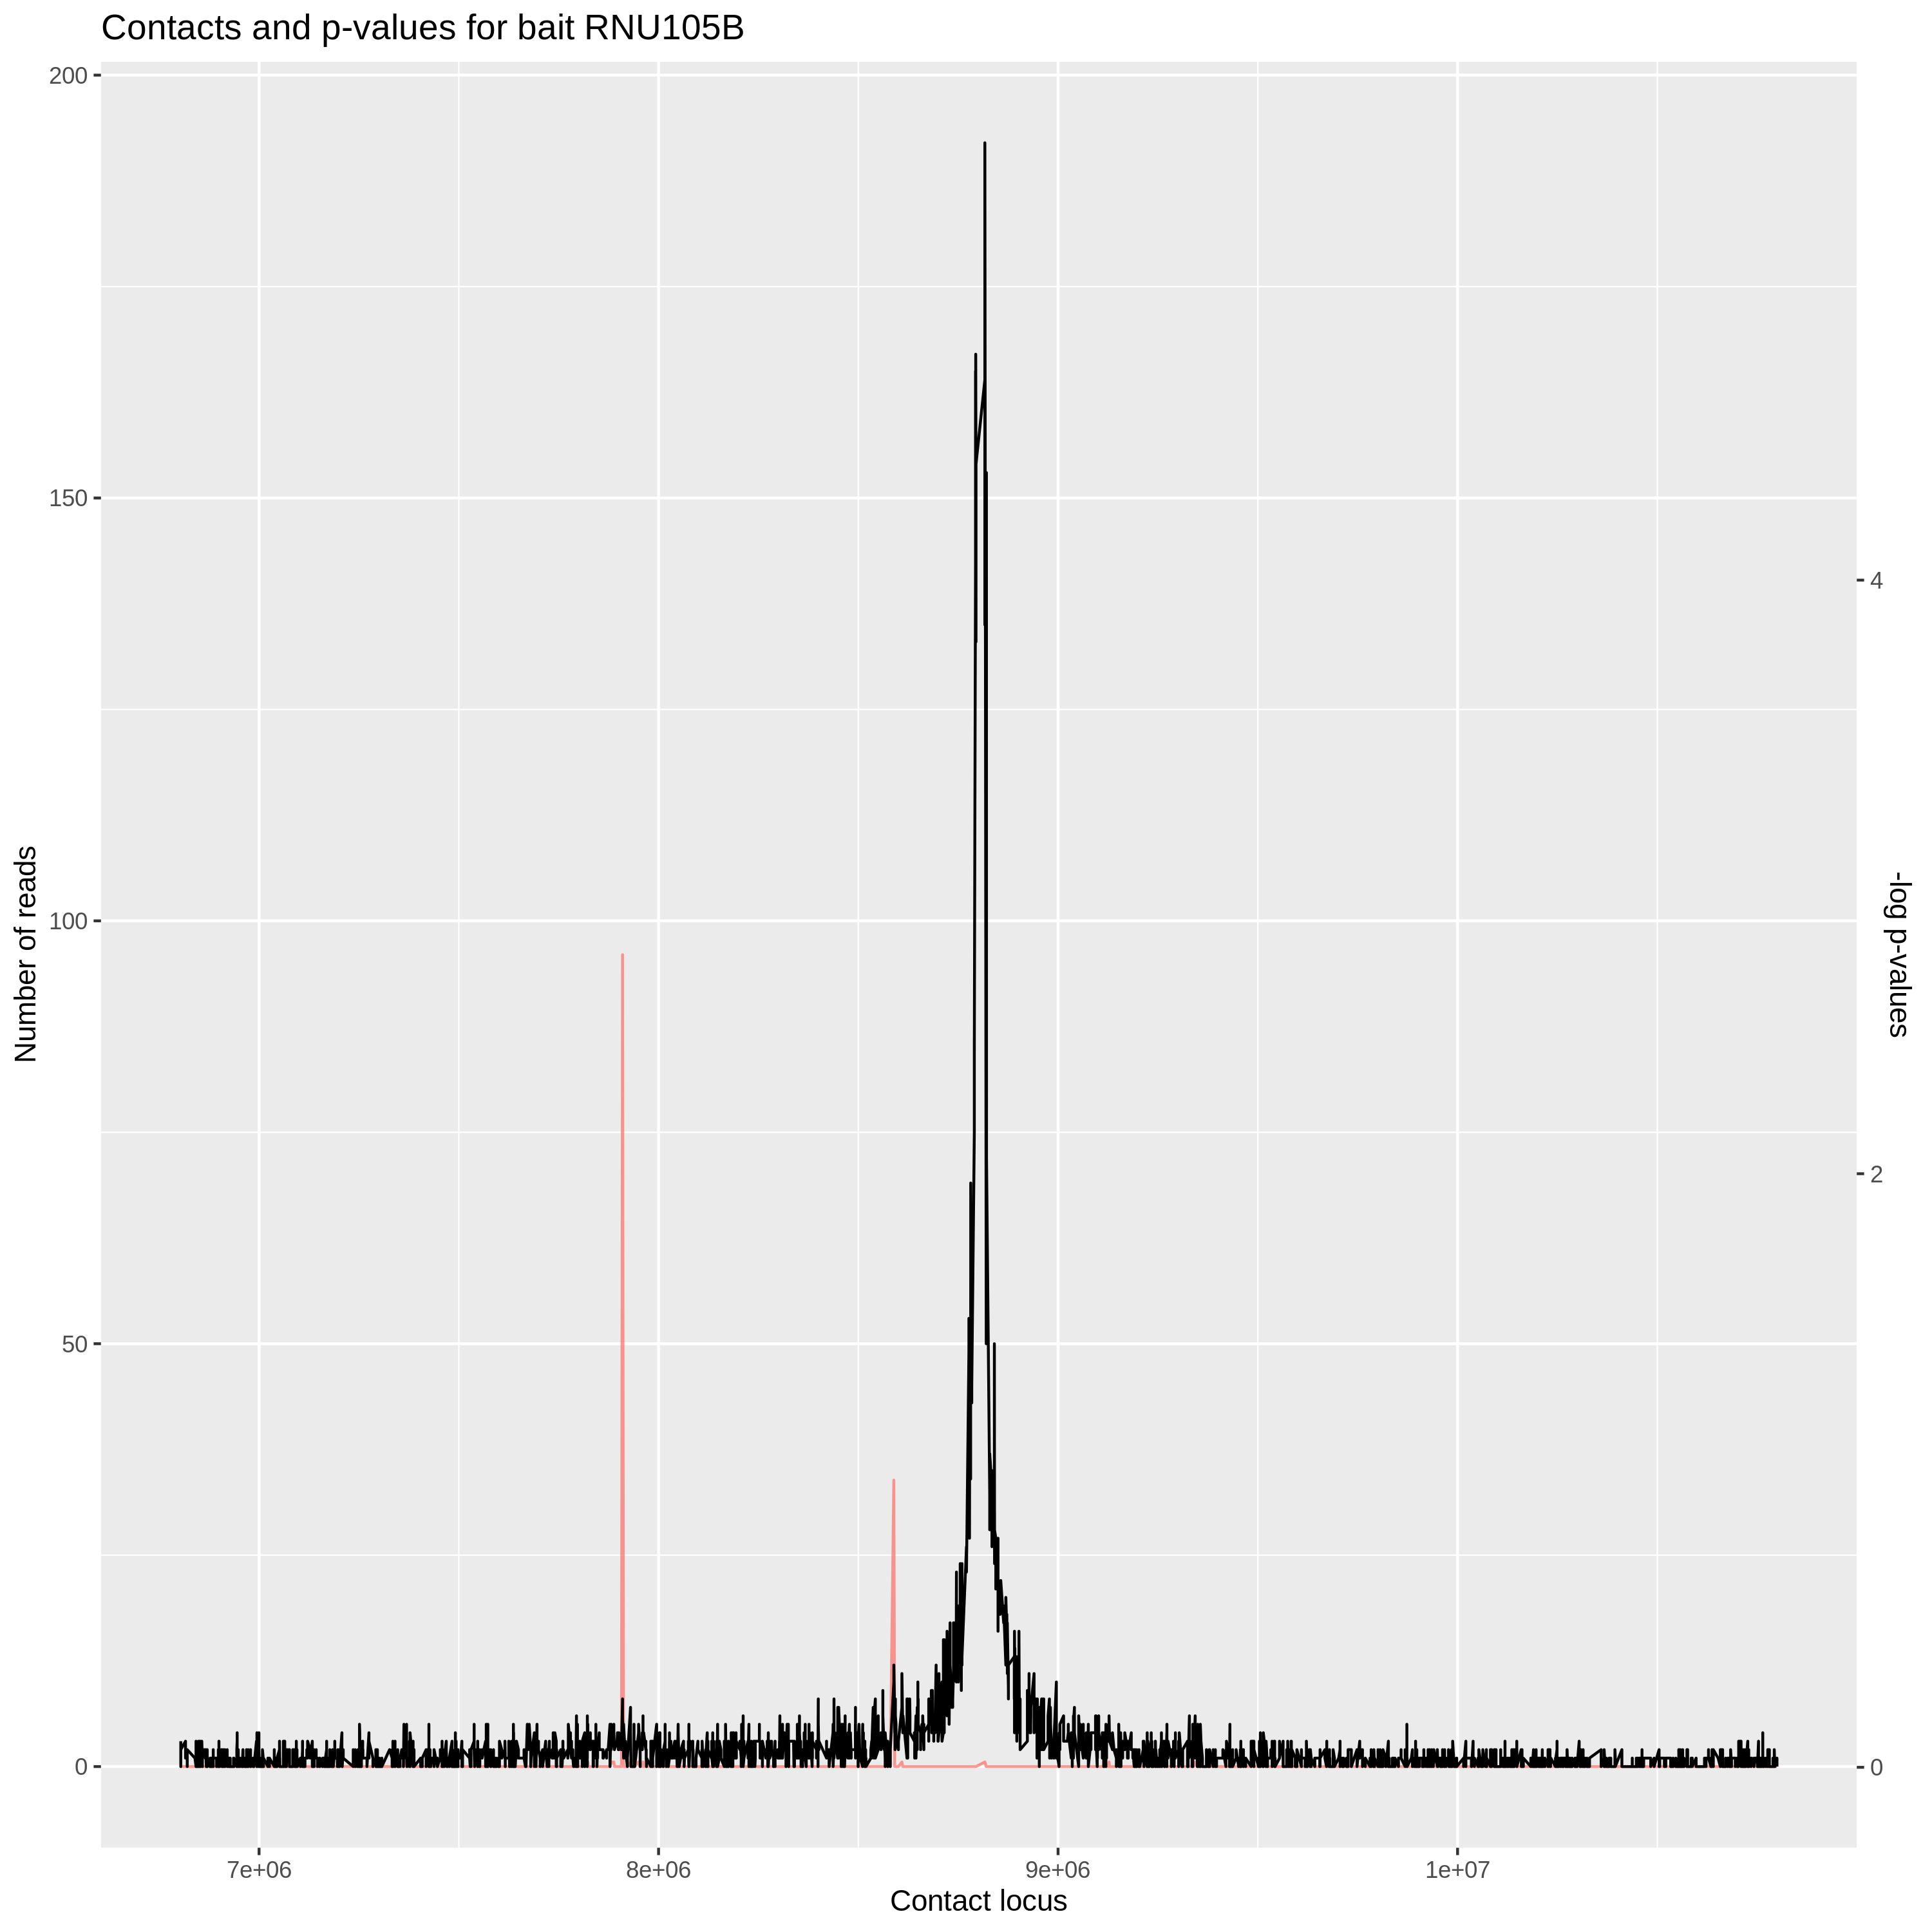 Contacts and p-values for bait RNU105B
200
150
100
50
0
Number of reads
4
2
0
-log p-values
7e+06
8e+06
9e+06
1e+07
Contact locus